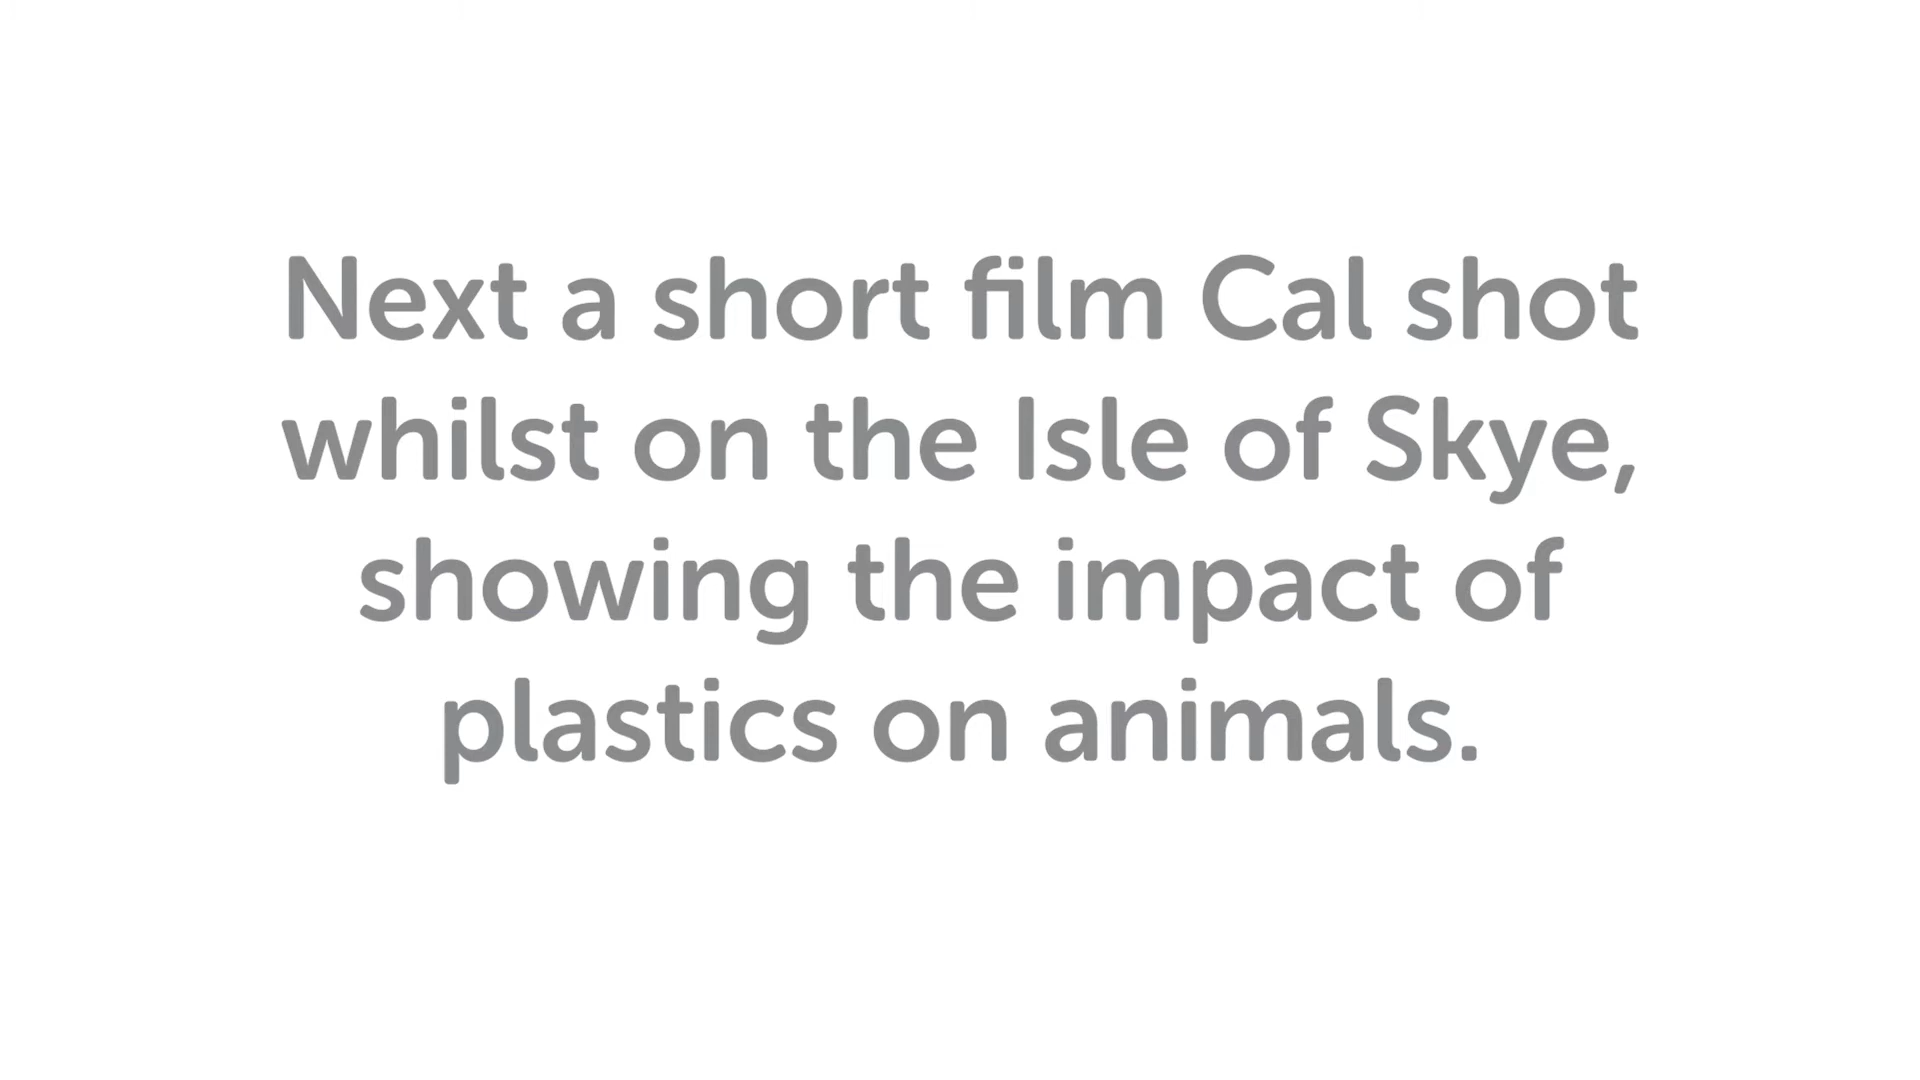 Next a short film Cal shot
whilst on the Isle of Skye,
showing the impact of
plastics on animals.